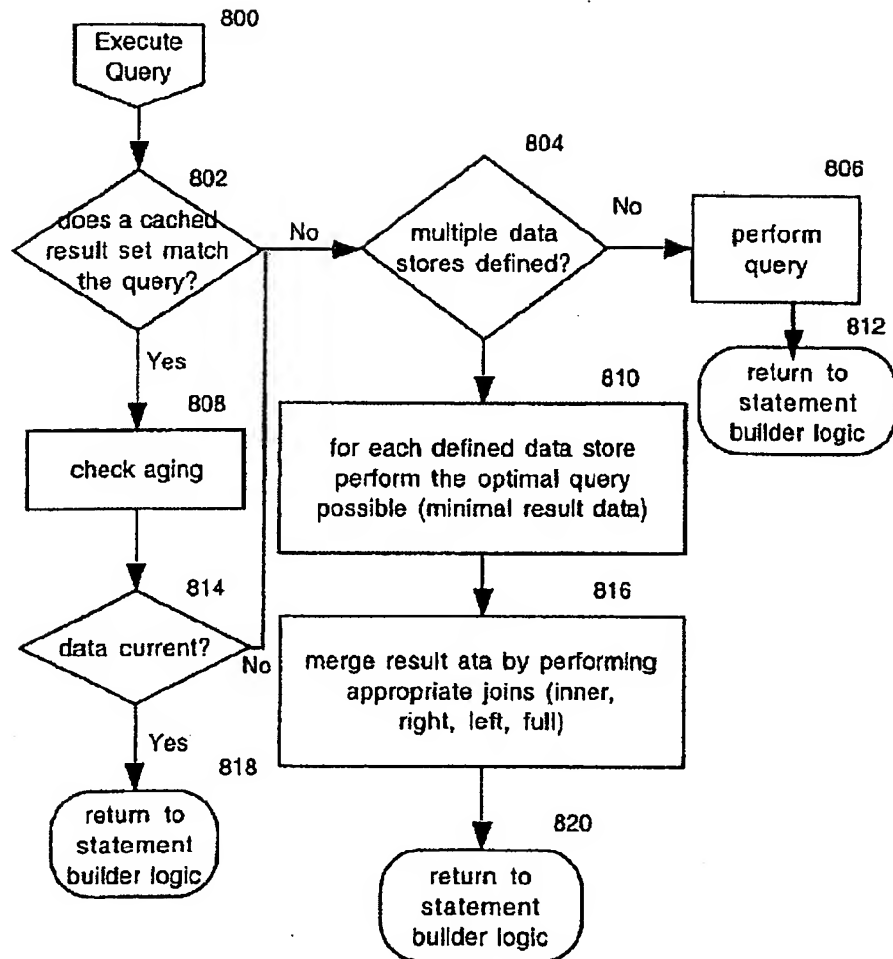 800
Execute
Query
802
does a cached
result set match
the query?
No
804
multiple data
stores defined?
No
806
perform
query
812
return to
statement
builder logic
Yes
808
check aging
814
data current?
No
Yes
818
return to
statement
builder logic
810
for each defined data store
perform the optimal query
possible (minimal result data)
816
merge result ata by performing
appropriate joins (inner,
right, left, full)
820
return to
statement
builder logic